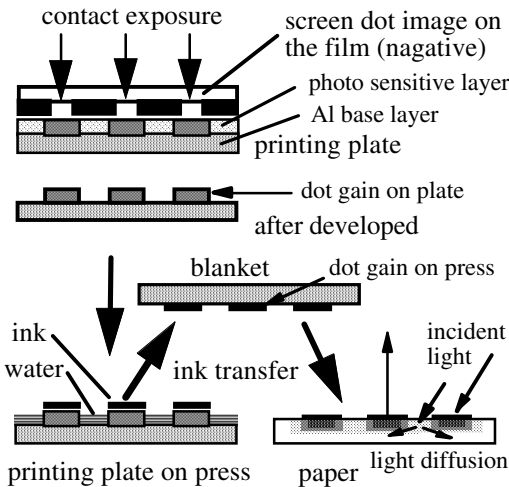 contact exposure
screen dot image on
the film (nagative)
photo sensitive layer
Al base layer
printing plate
dot gain on plate
after developed
blanket
dot gain on press
ink
water
ink transfer
incident
light
printing plate on press
paper
light diffusion